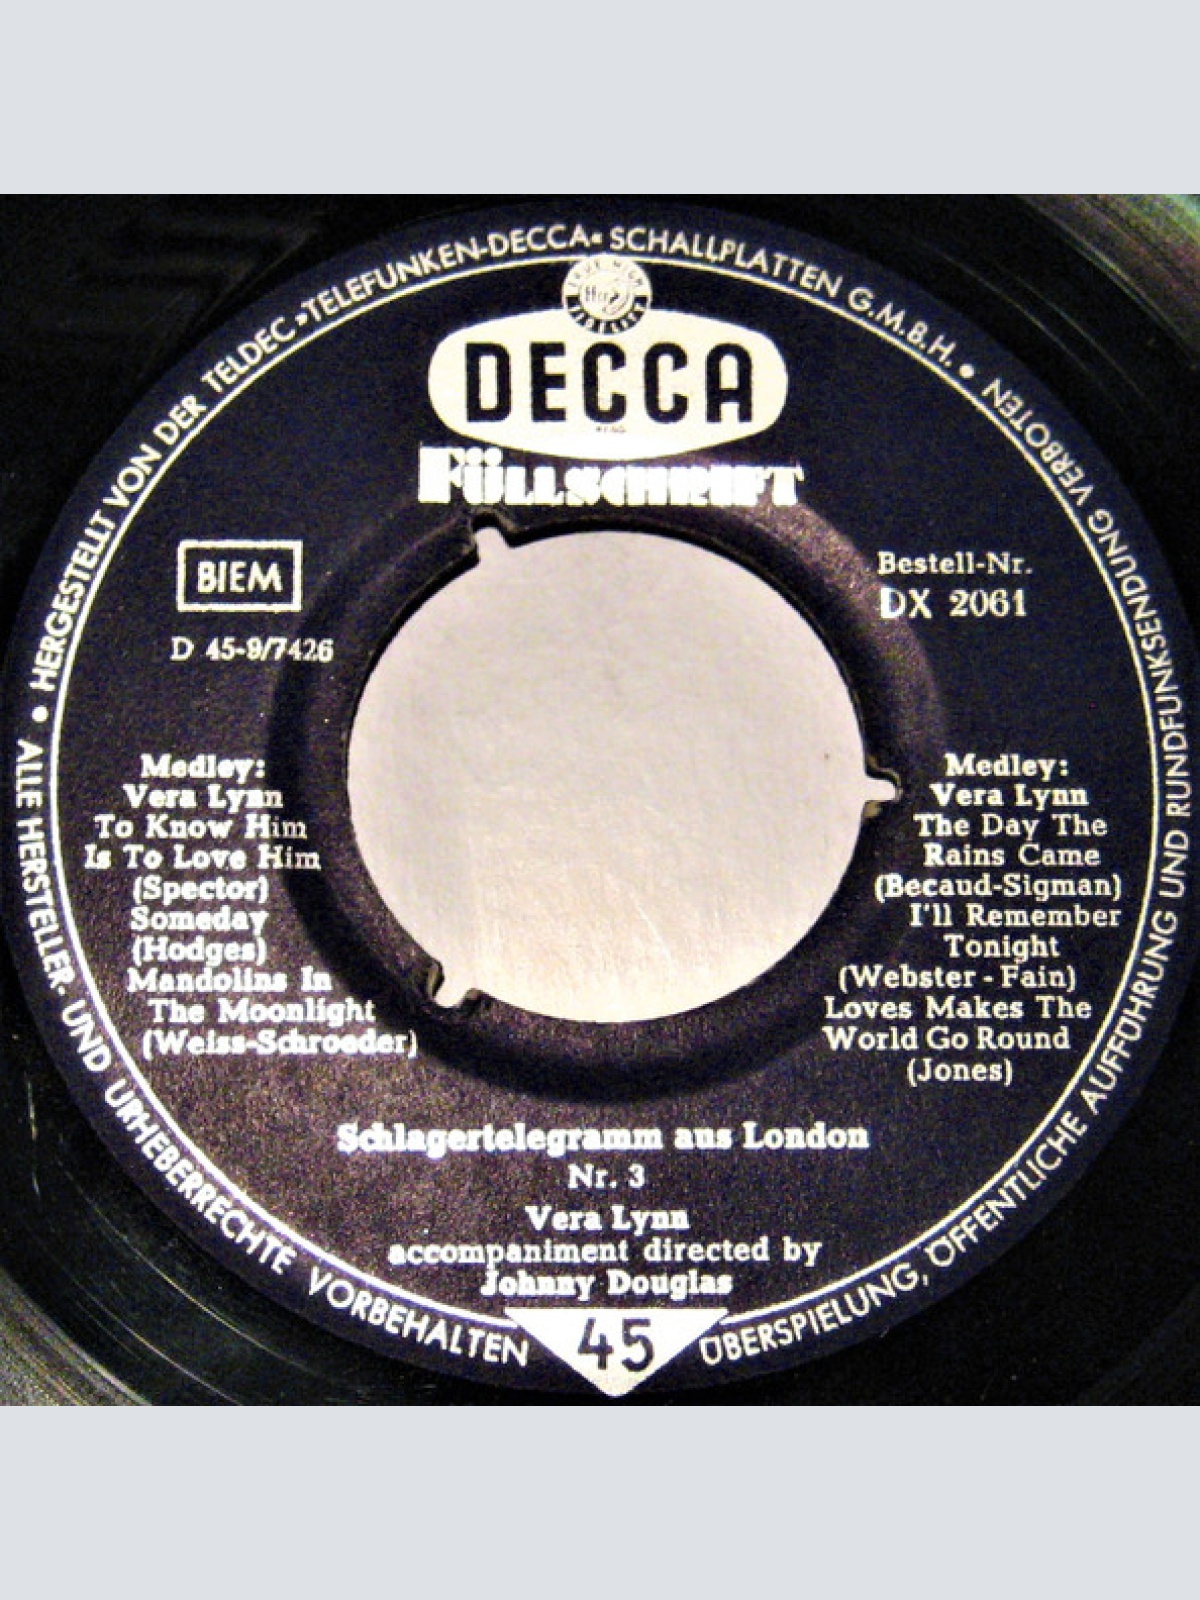 HERGESTELLT VON DER TELDEC »TELEFUNKEN-DECCA« SCHALLPLATTEN G.M.B.H. •
DECCA
FÜLLSCHRIFT
BIEM
D 45-9/7426
Bestell-Nr.
DX 2061
Medley:
Vera Lynn
To Know Him
Is To Love Him
(Spector)
Someday
(Hodges)
Mandolins In
The Moonlight
(Weiss-Schroeder)
Medley:
Vera Lynn
The Day The
Rains Came
(Becaud-Sigman)
I'll Remember
Tonight
(Webster - Fain)
Loves Makes The
World Go Round
(Jones)
Schlagertelegramm aus London
Nr. 3
Vera Lynn
accompaniment directed by
Johnny Douglas
45
• ALLE HERSTELLER- UND URHEBERRECHTE VORBEHALTEN
ÜBERSPIELUNG, ÖFFENTLICHE AUFFÜHRUNG UND RUNDFUNKSENDUNG VERBOTEN